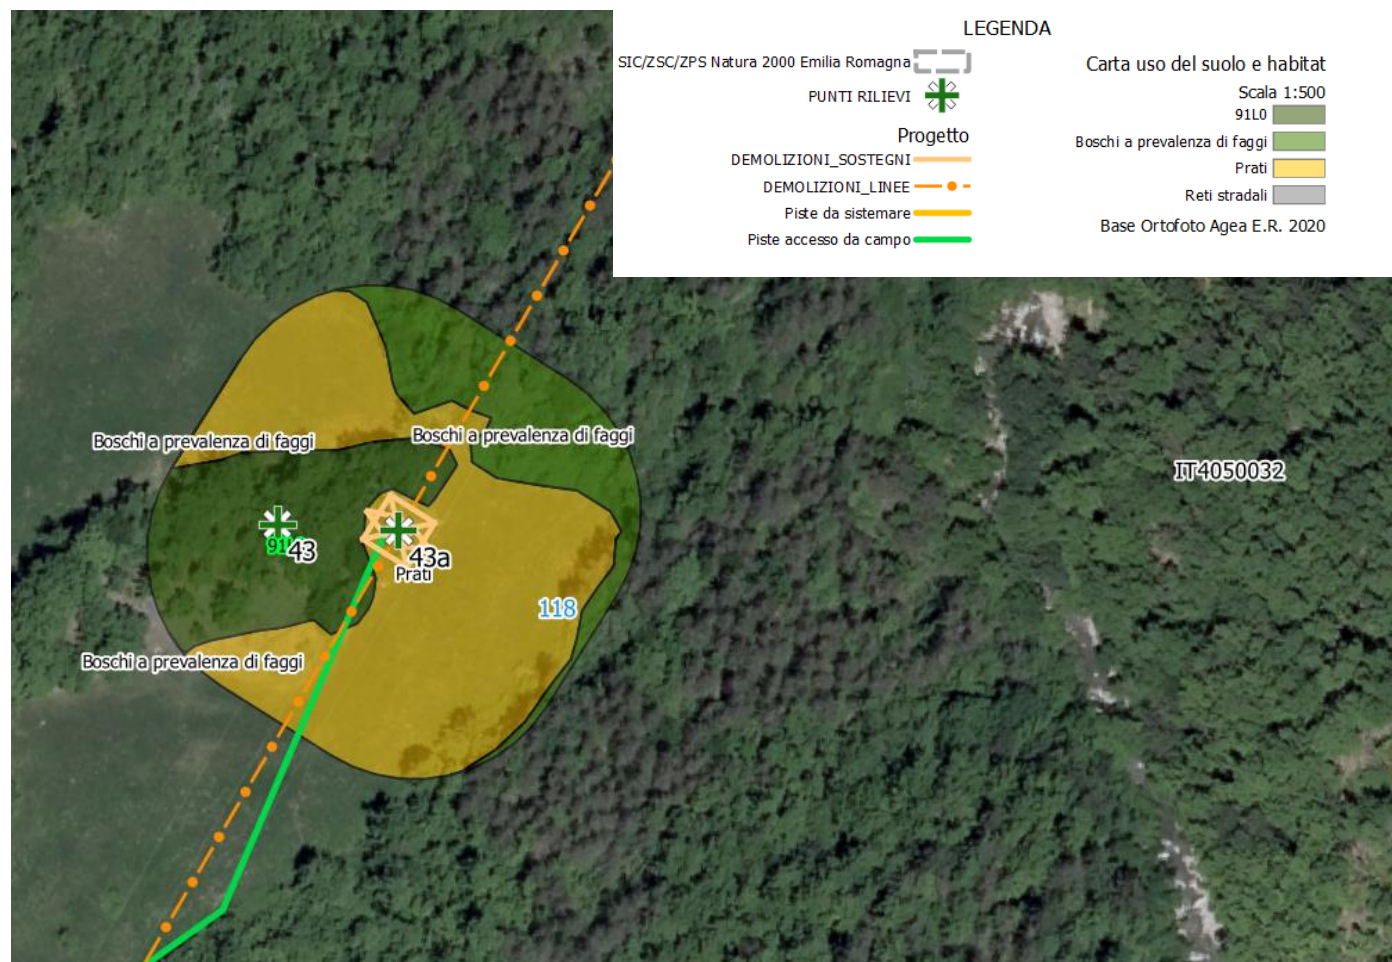 LEGENDA
SIC/ZSC/ZPS Natura 2000 Emilia Romagna
PUNTI RILIEVI
Progetto
DEMOLIZIONI_SOSTEGNI
DEMOLIZIONI_LINEE
Piste da sistemare
Piste accesso da campo
Carta uso del suolo e habitat
Scala 1:500
91L0
Boschi a prevalenza di faggi
Prati
Reti stradali
Base Ortofoto Agea E.R. 2020
Boschi a prevalenza di faggi
Boschi a prevalenza di faggi
IT4050032
43
43a
Prati
118
Boschi a prevalenza di faggi